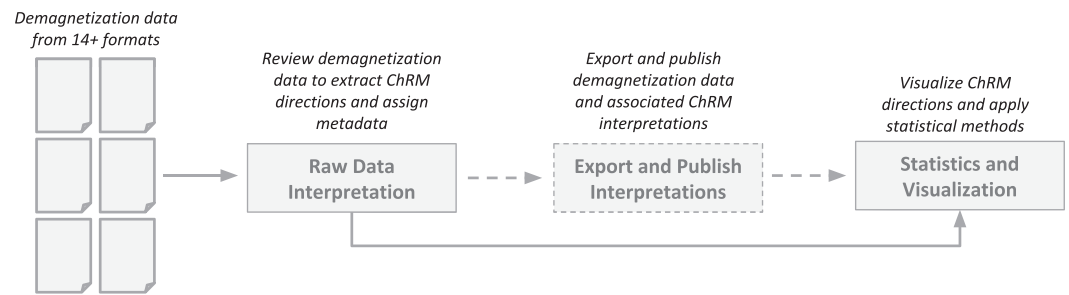 Demagnetization data
from 14+ formats
Review demagnetization
data to extract ChRM
directions and assign
metadata
Raw Data
Interpretation
Export and publish
demagnetization data
and associated ChRM
interpretations
Export and Publish
Interpretations
Visualize ChRM
directions and apply
statistical methods
Statistics and
Visualization